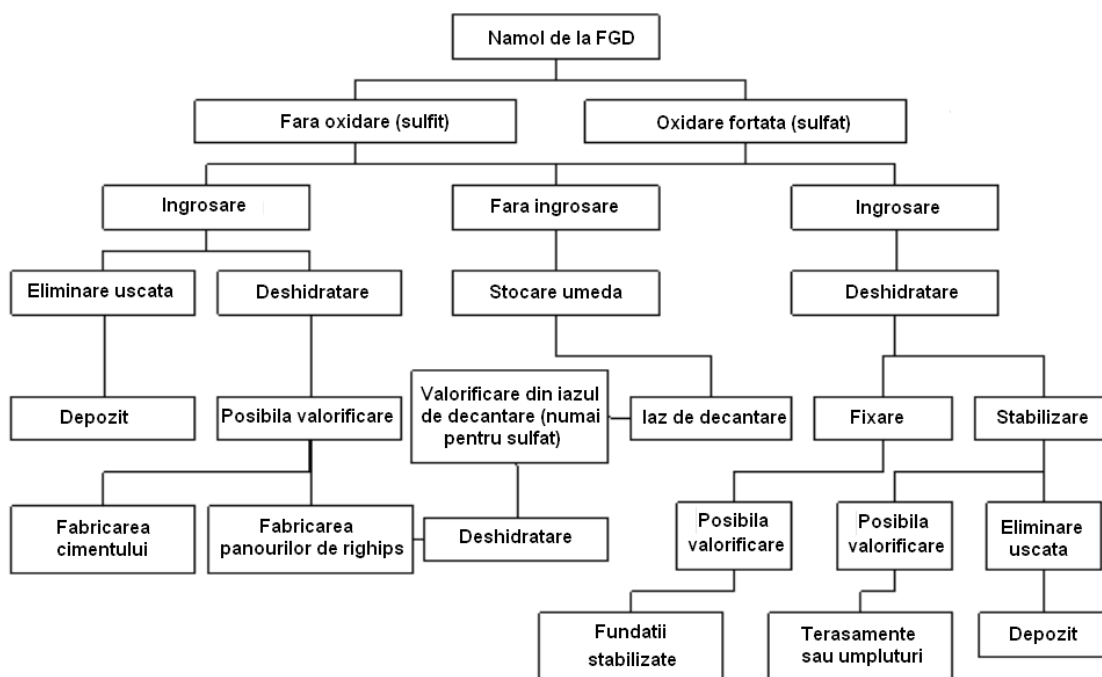 Namol de la FGD
Fara oxidare (sulfit)
Oxidare fortata (sulfat)
Ingrosare
Fara ingrosare
Ingrosare
Eliminare uscata
Deshidratare
Stocare umeda
Deshidratare
Depozit
Posibila valorificare
Valorificare din iazul
de decantare (numai
pentru sulfat)
Iaz de decantare
Fixare
Stabilizare
Fabricarea
cimentului
Fabricarea
panourilor de righips
Deshidratare
Posibila
valorificare
Posibila
valorificare
Eliminare
uscata
Fundatii
stabilizate
Terasamente
sau umpluturi
Depozit